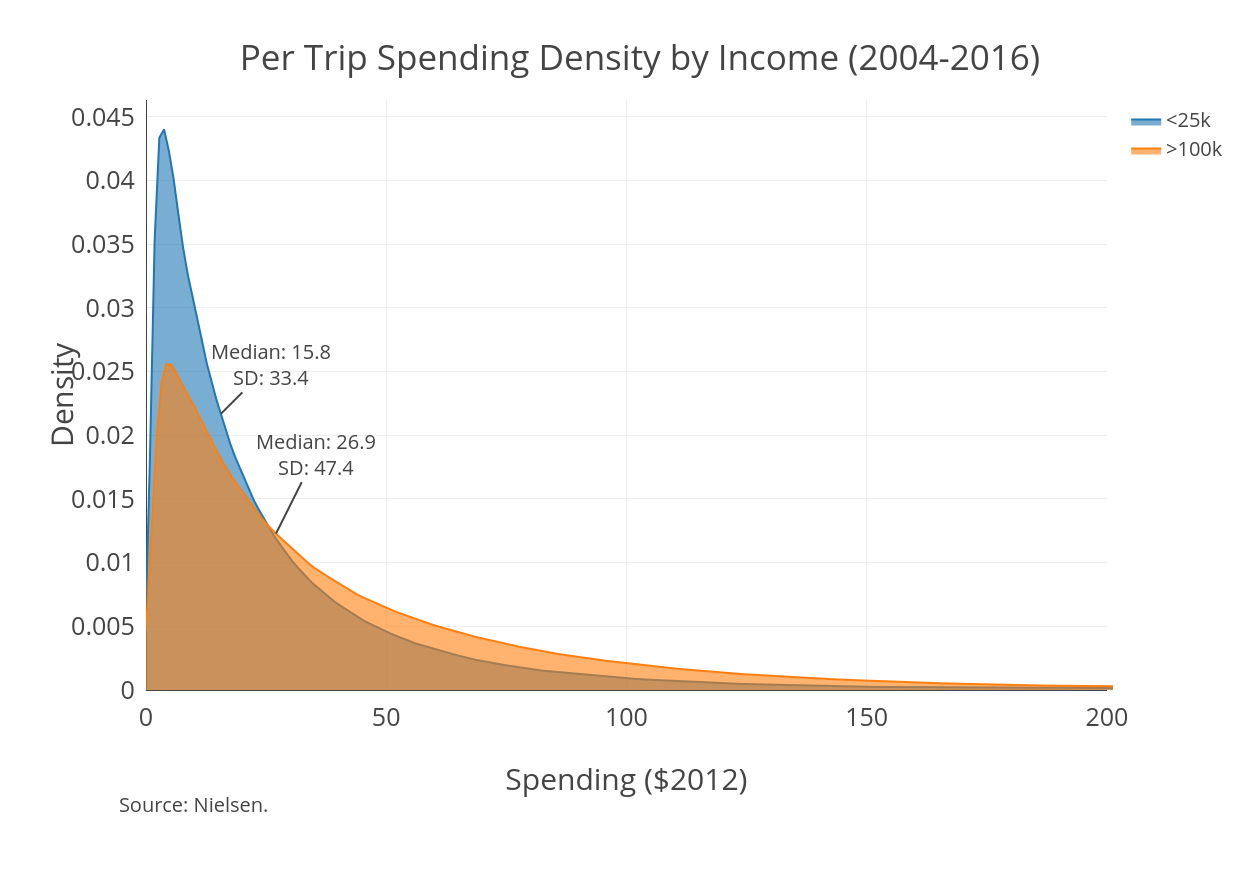 Per Trip Spending Density by Income (2004-2016)
<25k
>100k
0.045
0.04
0.035
0.03
0.025
0.02
0.015
0.01
0.005
0
Density
Median: 15.8
SD: 33.4
Median: 26.9
SD: 47.4
0
50
100
150
200
Spending ($2012)
Source: Nielsen.